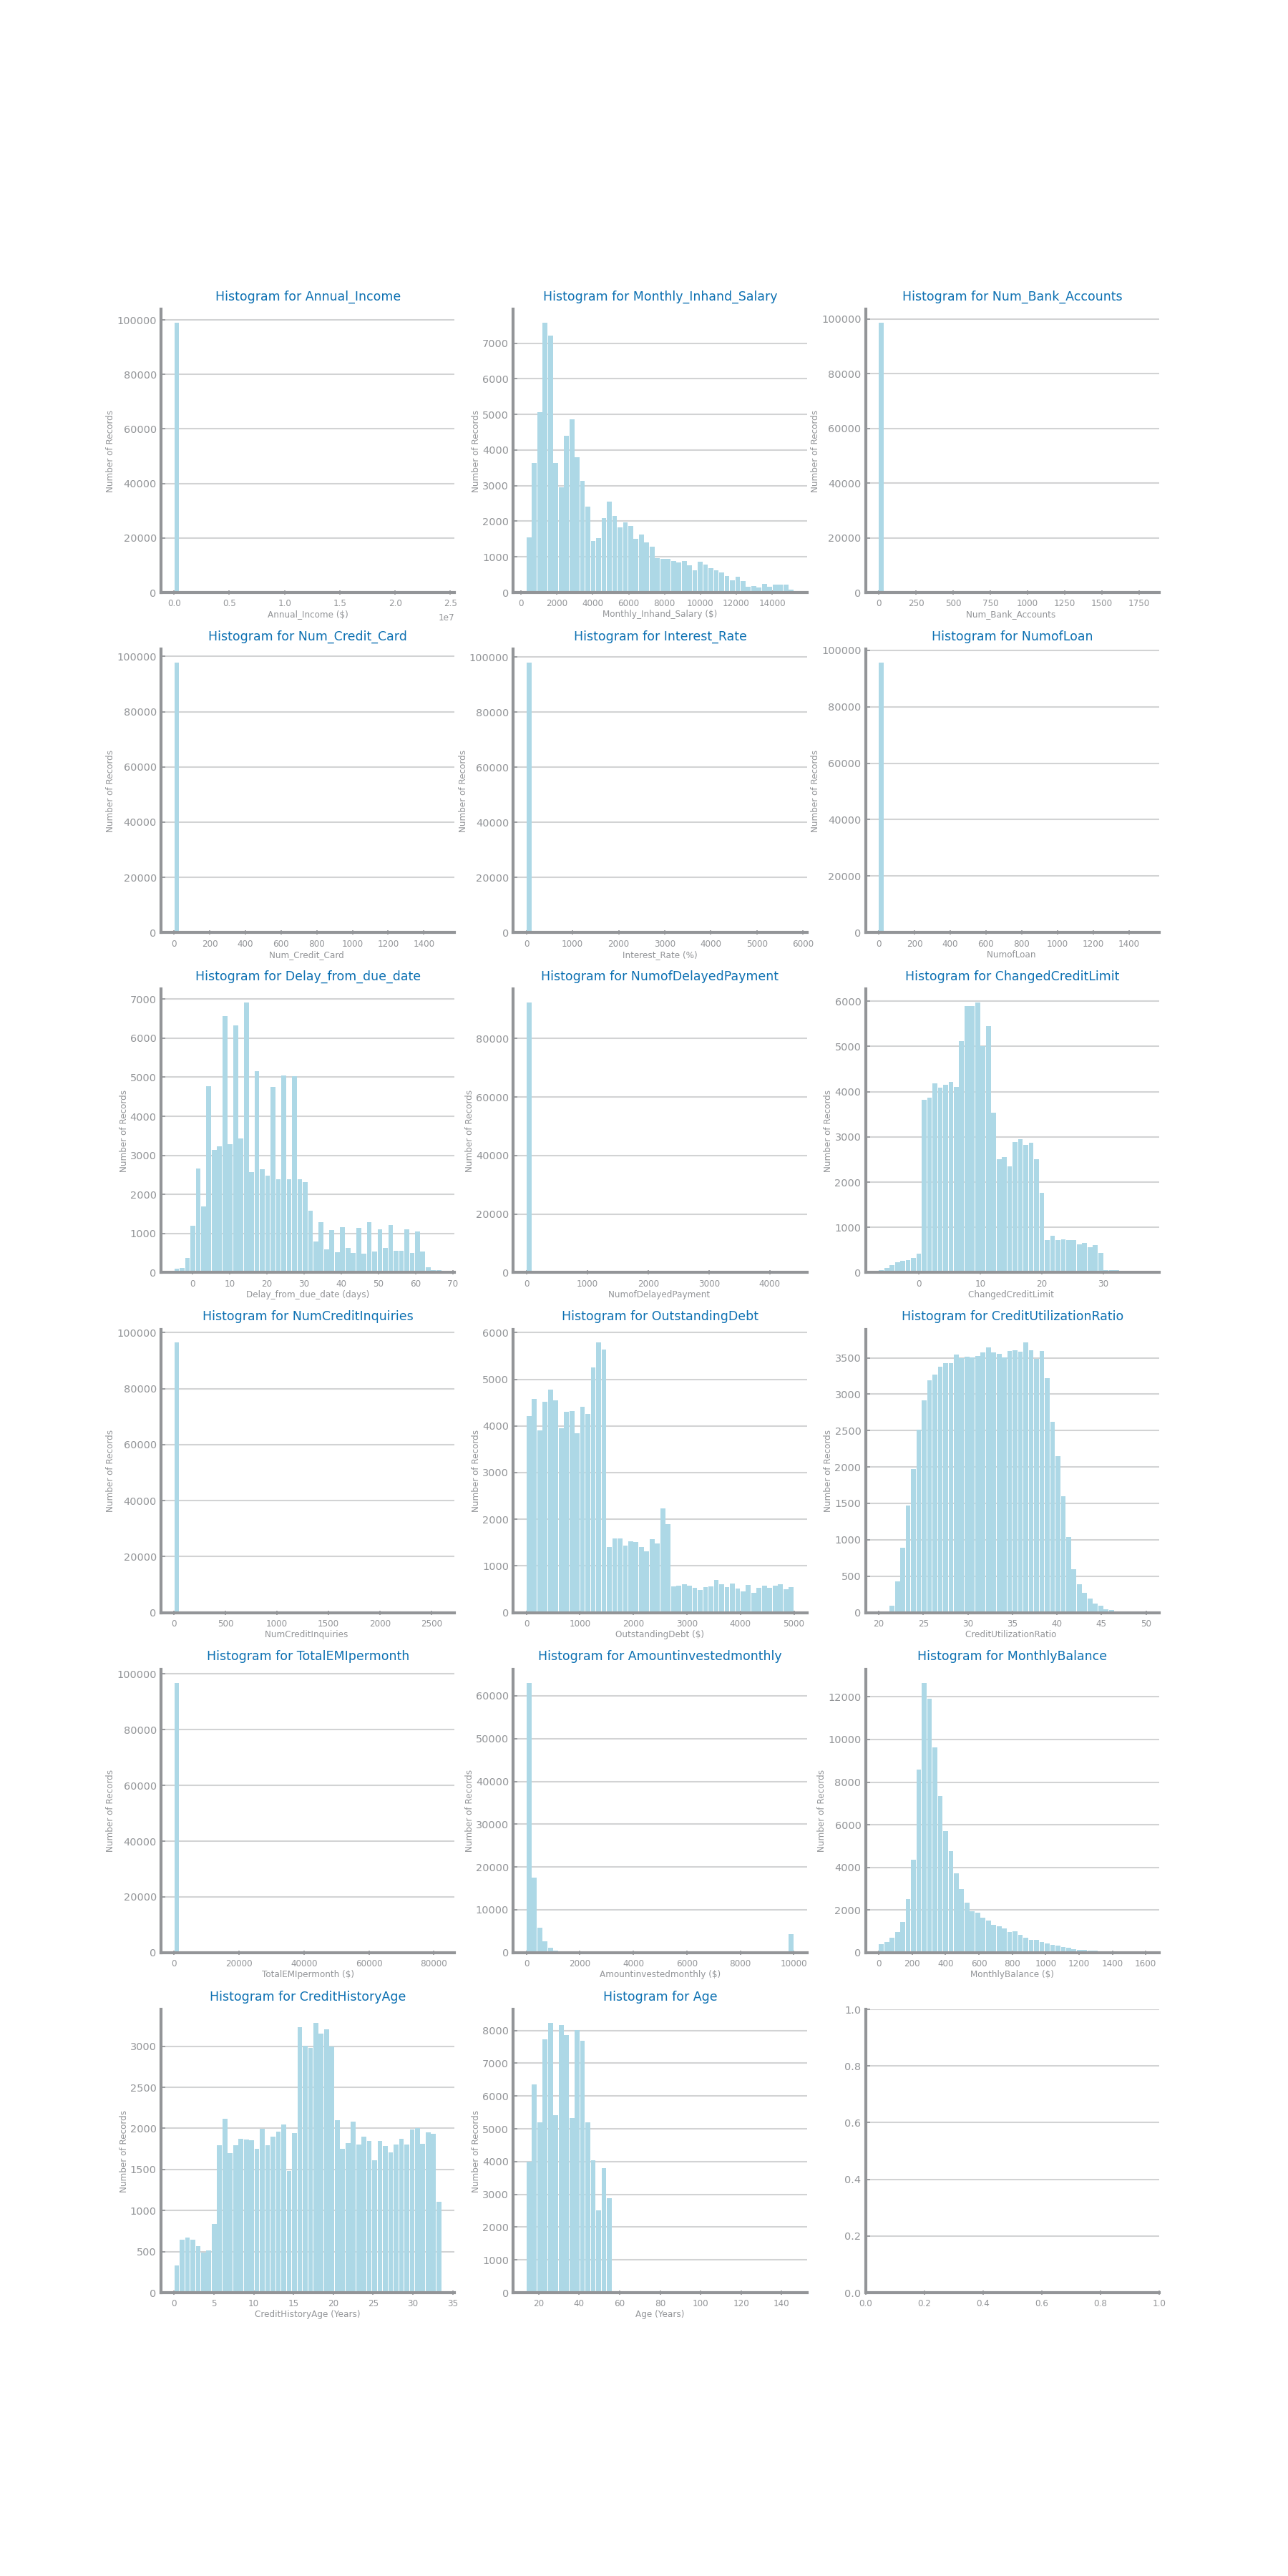 Histogram for Annual_Income
Number of Records
100000
80000
60000
40000
20000
0
0.0 0.5 1.0 1.5 2.0 2.5
Annual_Income ($)
1e7
Histogram for Monthly_Inhand_Salary
Number of Records
7000
6000
5000
4000
3000
2000
1000
0
0 2000 4000 6000 8000 10000 12000 14000
Monthly_Inhand_Salary ($)
Histogram for Num_Bank_Accounts
Number of Records
100000
80000
60000
40000
20000
0
0 250 500 750 1000 1250 1500 1750
Num_Bank_Accounts
Histogram for Num_Credit_Card
Number of Records
100000
80000
60000
40000
20000
0
0 200 400 600 800 1000 1200 1400
Num_Credit_Card
Histogram for Interest_Rate
Number of Records
100000
80000
60000
40000
20000
0
0 1000 2000 3000 4000 5000 6000
Interest_Rate (%)
Histogram for NumofLoan
Number of Records
100000
80000
60000
40000
20000
0
0 200 400 600 800 1000 1200 1400
NumofLoan
Histogram for Delay_from_due_date
Number of Records
7000
6000
5000
4000
3000
2000
1000
0
0 10 20 30 40 50 60 70
Delay_from_due_date (days)
Histogram for NumofDelayedPayment
Number of Records
80000
60000
40000
20000
0
0 1000 2000 3000 4000
NumofDelayedPayment
Histogram for ChangedCreditLimit
Number of Records
6000
5000
4000
3000
2000
1000
0
0 10 20 30
ChangedCreditLimit
Histogram for NumCreditInquiries
Number of Records
100000
80000
60000
40000
20000
0
0 500 1000 1500 2000 2500
NumCreditInquiries
Histogram for OutstandingDebt
Number of Records
6000
5000
4000
3000
2000
1000
0
0 1000 2000 3000 4000 5000
OutstandingDebt ($)
Histogram for CreditUtilizationRatio
Number of Records
3500
3000
2500
2000
1500
1000
500
0
20 25 30 35 40 45 50
CreditUtilizationRatio
Histogram for TotalEMIpermonth
Number of Records
100000
80000
60000
40000
20000
0
0 20000 40000 60000 80000
TotalEMIpermonth ($)
Histogram for Amountinvestedmonthly
Number of Records
60000
50000
40000
30000
20000
10000
0
0 2000 4000 6000 8000 10000
Amountinvestedmonthly ($)
Histogram for MonthlyBalance
Number of Records
12000
10000
8000
6000
4000
2000
0
0 200 400 600 800 1000 1200 1400 1600
MonthlyBalance ($)
Histogram for CreditHistoryAge
Number of Records
3000
2500
2000
1500
1000
500
0
0 5 10 15 20 25 30 35
CreditHistoryAge (Years)
Histogram for Age
Number of Records
8000
7000
6000
5000
4000
3000
2000
1000
0
20 40 60 80 100 120 140
Age (Years)
1.0
0.8
0.6
0.4
0.2
0.0
0.0 0.2 0.4 0.6 0.8 1.0